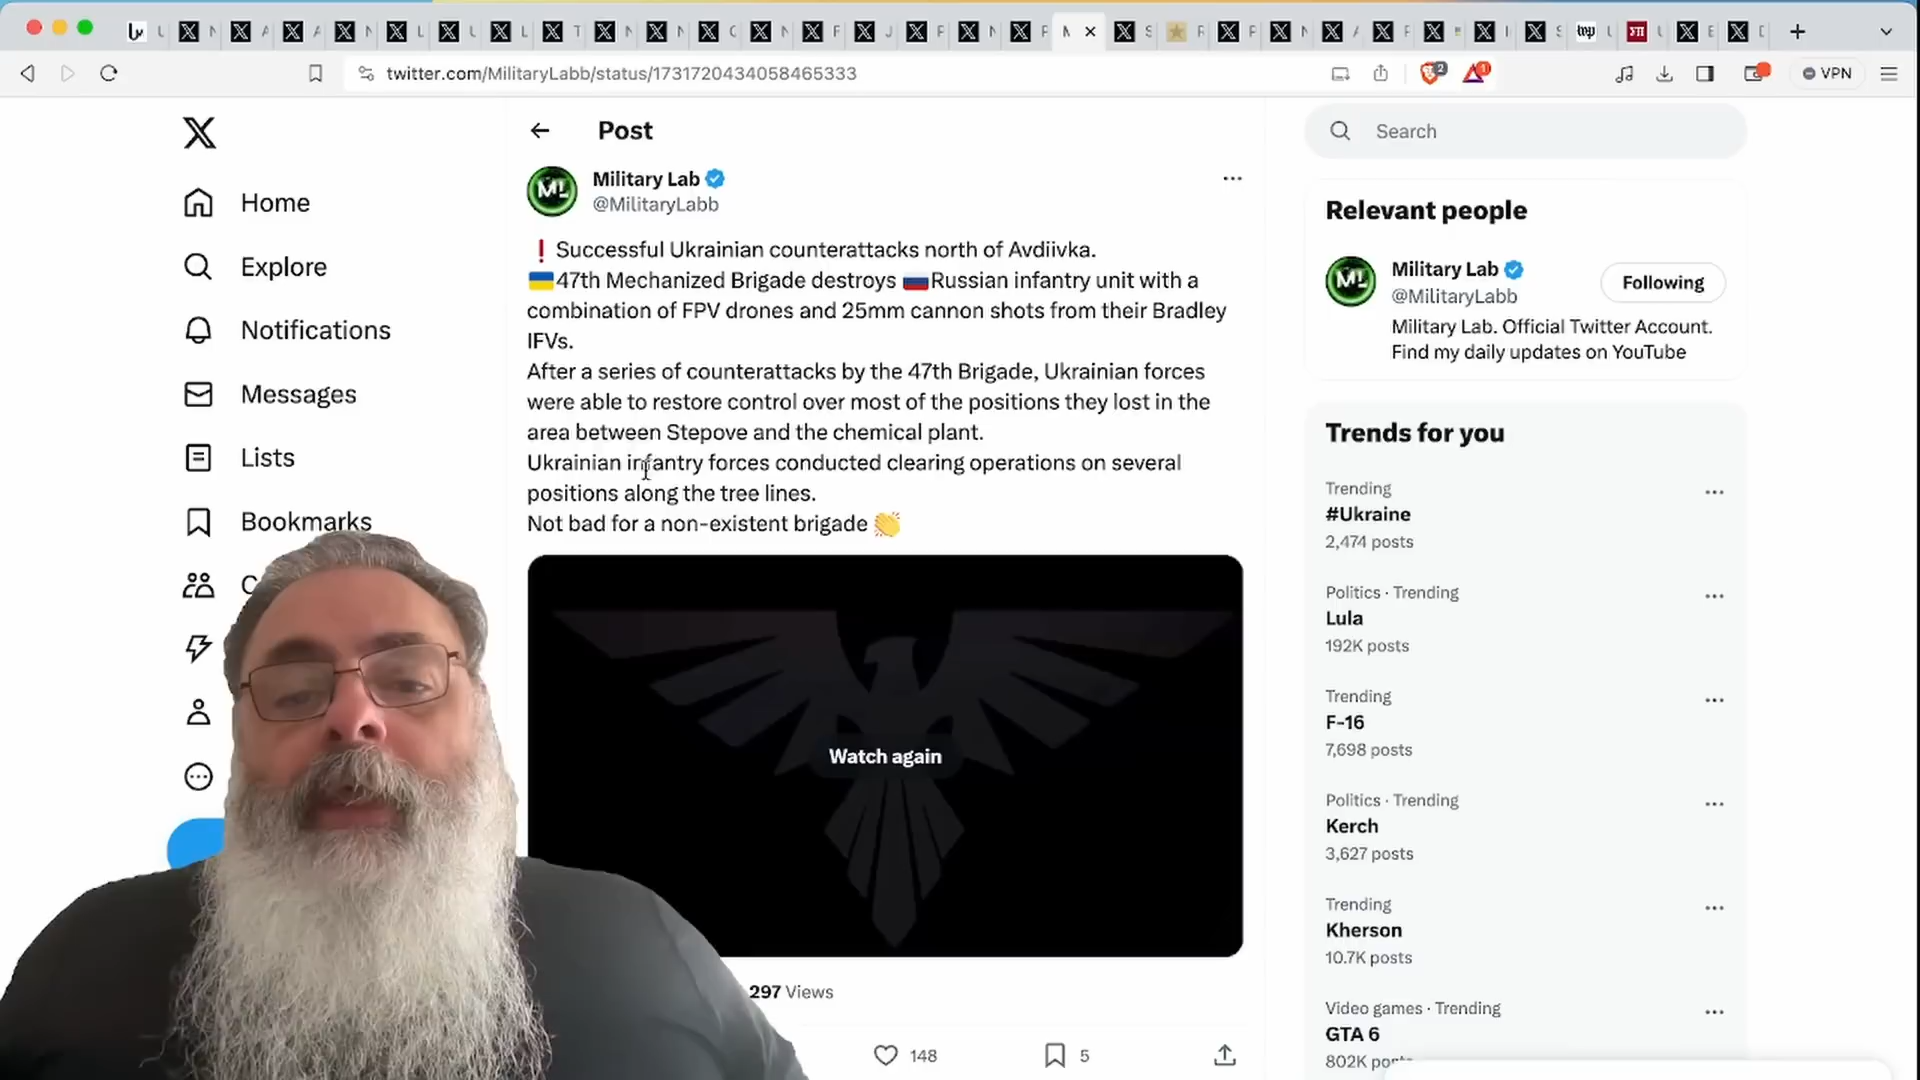 twitter.com/MilitaryLabb/status/1731720434058465333
VPN
Post
Search
Home
Explore
Notifications
Messages
Lists
Bookmarks
Military Lab
@MilitaryLabb
❗Successful Ukrainian counterattacks north of Avdiivka.
🇺🇦47th Mechanized Brigade destroys 🇷🇺Russian infantry unit with a
combination of FPV drones and 25mm cannon shots from their Bradley
IFVs.
After a series of counterattacks by the 47th Brigade, Ukrainian forces
were able to restore control over most of the positions they lost in the
area between Stepove and the chemical plant.
Ukrainian infantry forces conducted clearing operations on several
positions along the tree lines.
Not bad for a non-existent brigade 👏
Watch again
297 Views
148
5
Relevant people
Military Lab
@MilitaryLabb
Following
Military Lab. Official Twitter Account.
Find my daily updates on YouTube
Trends for you
Trending
#Ukraine
2,474 posts
Politics · Trending
Lula
192K posts
Trending
F-16
7,698 posts
Politics · Trending
Kerch
3,627 posts
Trending
Kherson
10.7K posts
Video games · Trending
GTA 6
802K posts